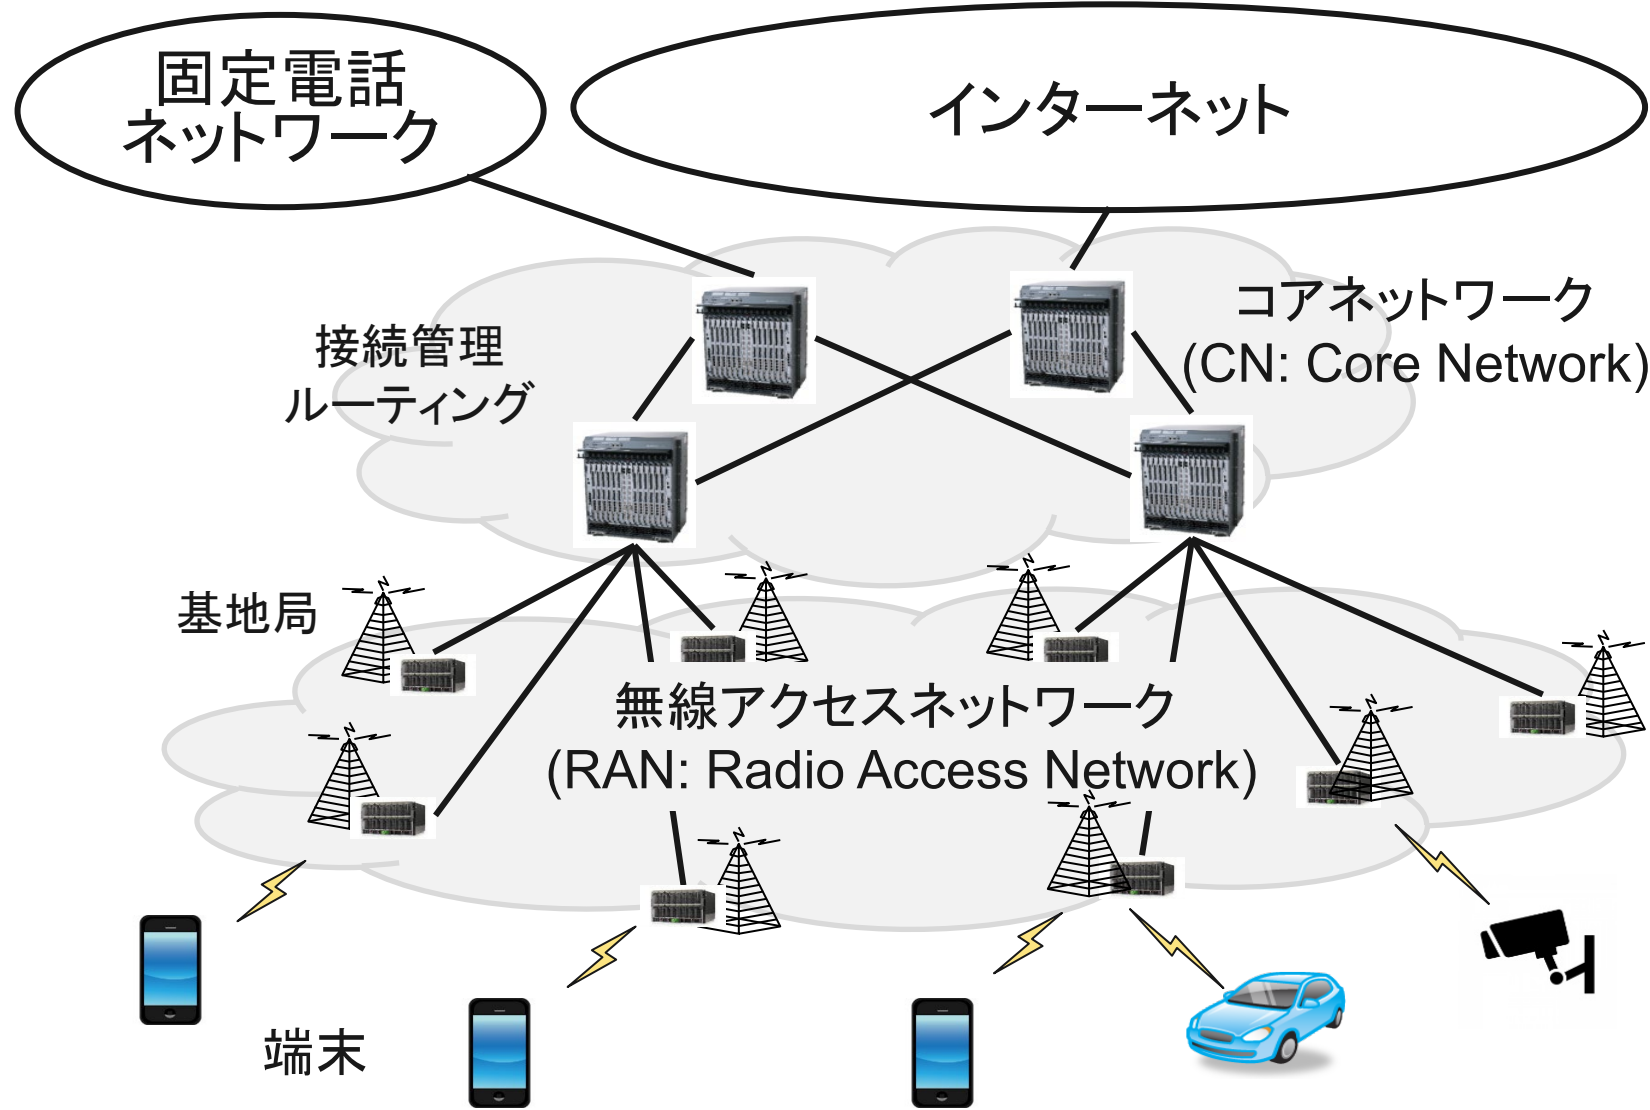 固定電話
ネットワーク
インターネット
コアネットワーク
(CN: Core Network)
接続管理
ルーティング
基地局
無線アクセスネットワーク
(RAN: Radio Access Network)
端末